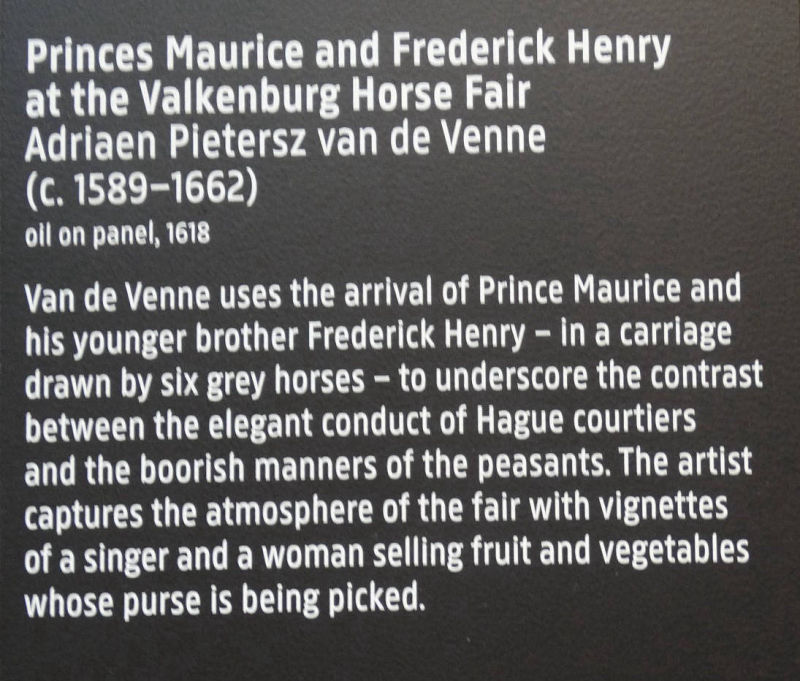 Princes Maurice and Frederick Henry
at the Valkenburg Horse Fair
Adriaen Pietersz van de Venne
(c. 1589–1662)
oil on panel, 1618
Van de Venne uses the arrival of Prince Maurice and
his younger brother Frederick Henry – in a carriage
drawn by six grey horses – to underscore the contrast
between the elegant conduct of Hague courtiers
and the boorish manners of the peasants. The artist
captures the atmosphere of the fair with vignettes
of a singer and a woman selling fruit and vegetables
whose purse is being picked.